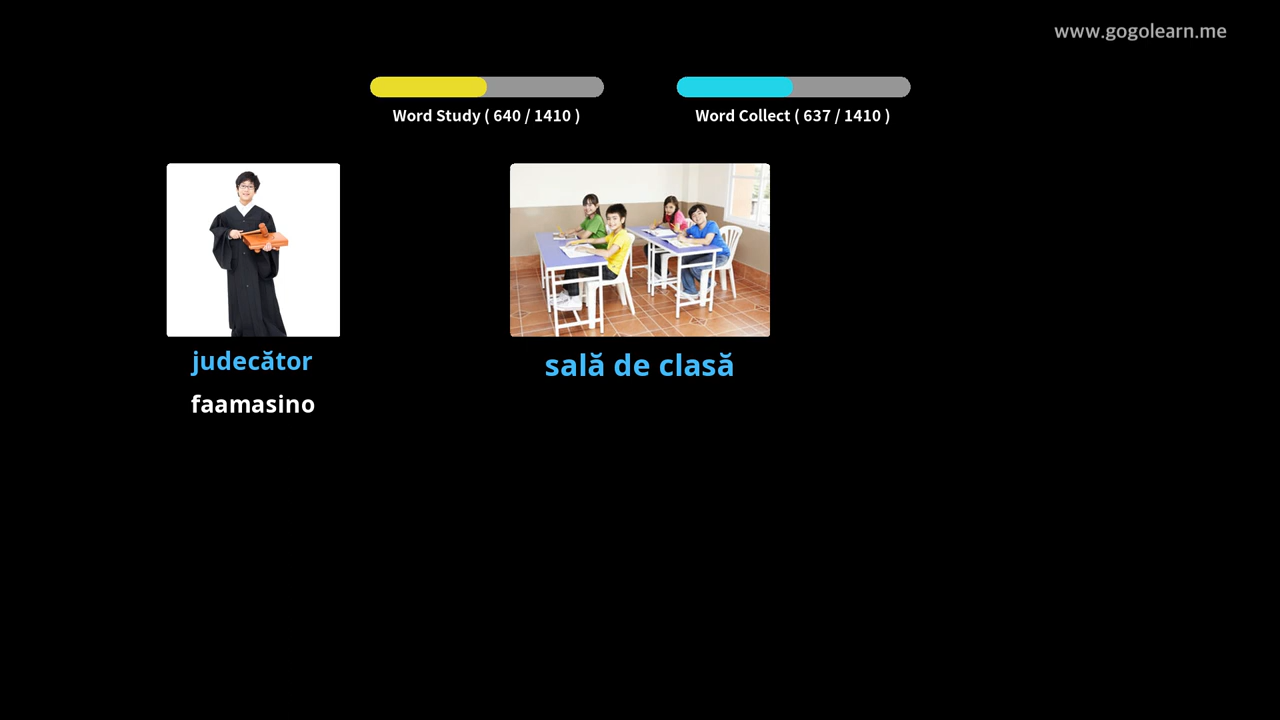 www.gogolearn.me
Word Study ( 640 / 1410 )
Word Collect ( 637 / 1410 )
judecător
faamasino
sală de clasă